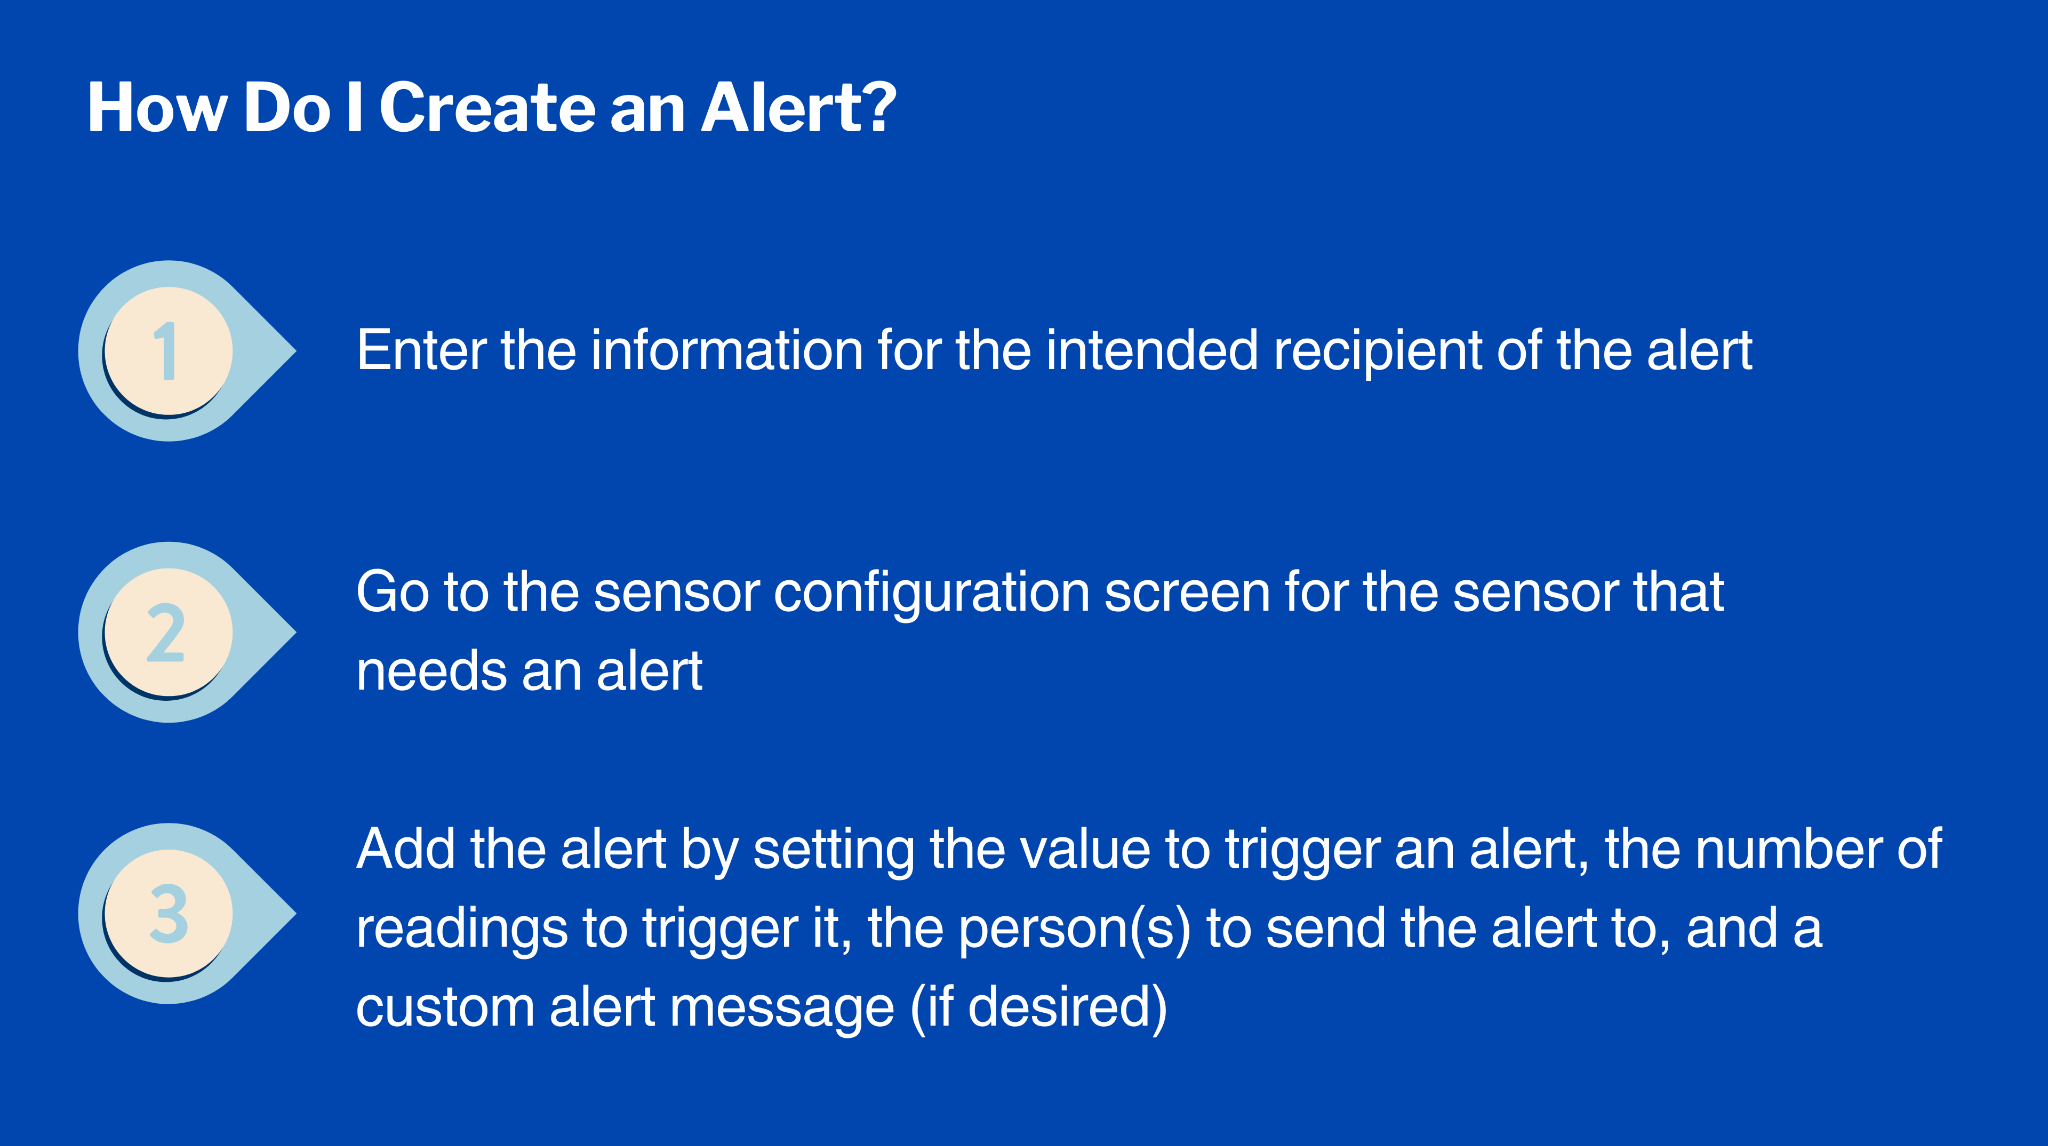 How Do I Create an Alert?
1
Enter the information for the intended recipient of the alert
2
Go to the sensor configuration screen for the sensor that
needs an alert
3
Add the alert by setting the value to trigger an alert, the number of
readings to trigger it, the person(s) to send the alert to, and a
custom alert message (if desired)